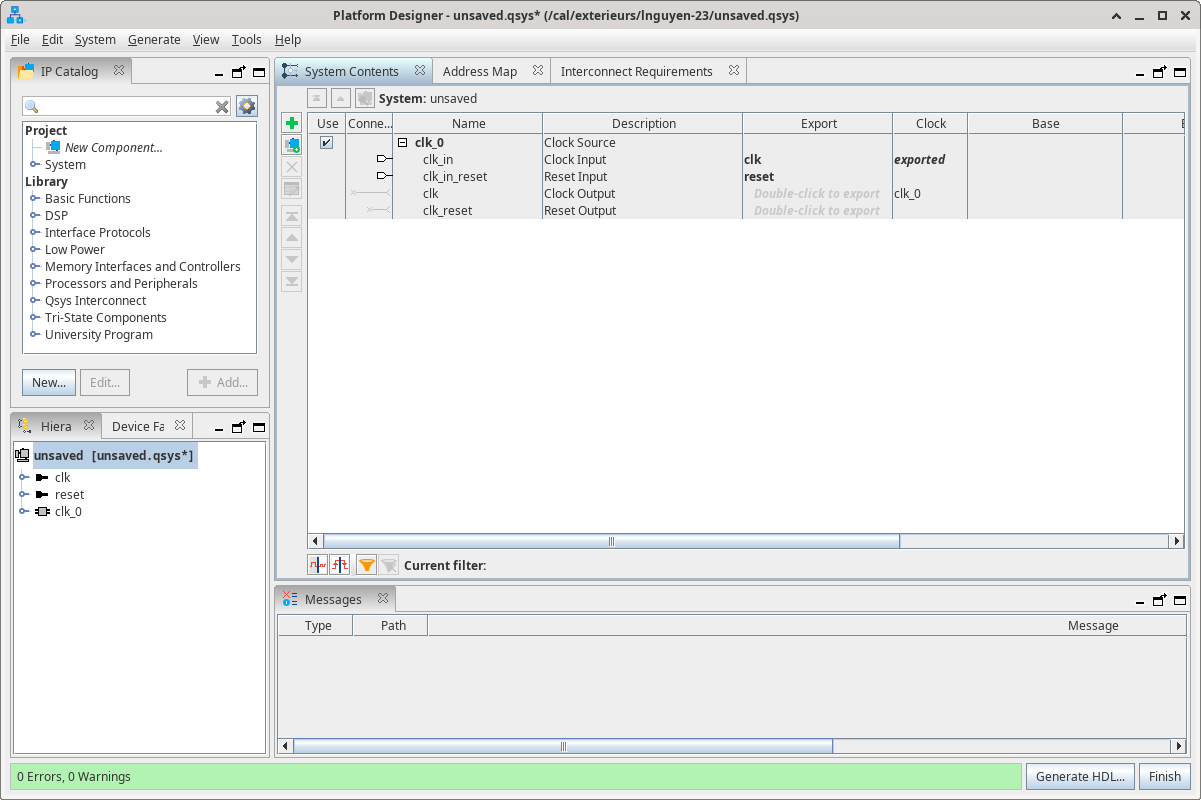 Platform Designer - unsaved.qsys* (/cal/exterieurs/lnguyen-23/unsaved.qsys)
File Edit System Generate View Tools Help
IP Catalog
Project
New Component...
System
Library
Basic Functions
DSP
Interface Protocols
Low Power
Memory Interfaces and Controllers
Processors and Peripherals
Qsys Interconnect
Tri-State Components
University Program
New... Edit... Add...
Hiera Device Fa
unsaved [unsaved.qsys*]
clk
reset
clk_0
System Contents Address Map Interconnect Requirements
System: unsaved
Use Conne... Name Description Export Clock Base
clk_0 Clock Source
clk_in Clock Input clk exported
clk_in_reset Reset Input reset
clk Clock Output Double-click to export clk_0
clk_reset Reset Output Double-click to export
Current filter:
Messages
Type Path Message
0 Errors, 0 Warnings Generate HDL... Finish